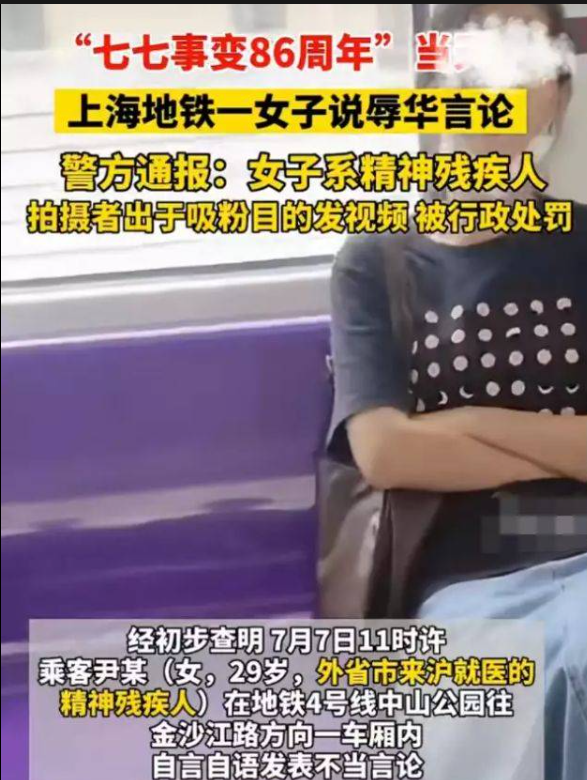 “七七事变86周年”当
上海地铁一女子说辱华言论
警方通报：女子系精神残疾人
拍摄者出于吸粉目的发视频 被行政处罚
经初步查明 7月7日11时许
乘客尹某（女，29岁，外省市来沪就医的
精神残疾人）在地铁4号线中山公园往
金沙江路方向一车厢内
自言自语发表不当言论